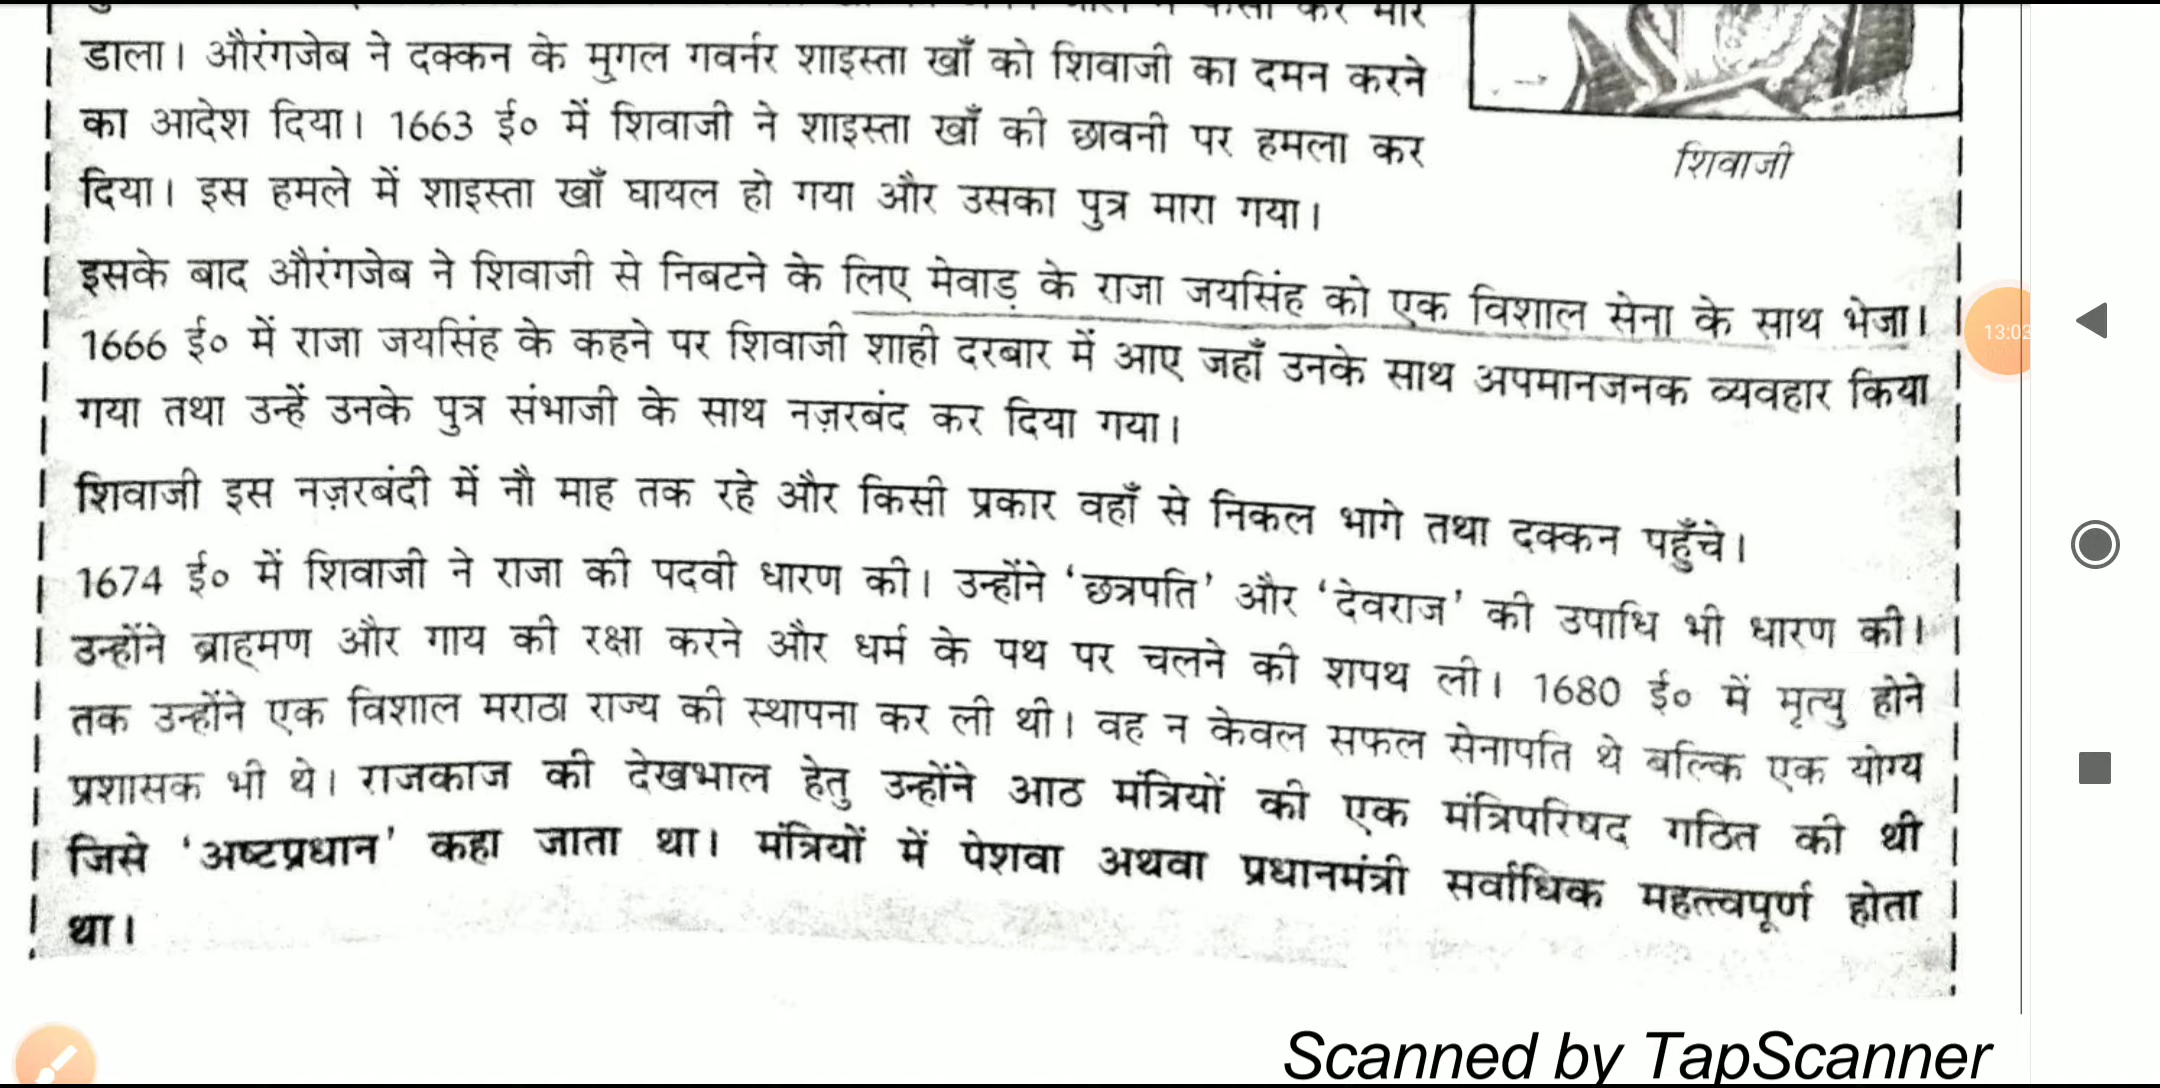 कर मार
डाला। औरंगजेब ने दक्कन के मुगल गवर्नर शाइस्ता खाँ को शिवाजी का दमन करने
का आदेश दिया। 1663 ई० में शिवाजी ने शाइस्ता खाँ की छावनी पर हमला कर
दिया। इस हमले में शाइस्ता खाँ घायल हो गया और उसका पुत्र मारा गया।
शिवाजी
इसके बाद औरंगजेब ने शिवाजी से निबटने के लिए मेवाड़ के राजा जयसिंह को एक विशाल सेना के साथ भेजा।
1666 ई० में राजा जयसिंह के कहने पर शिवाजी शाही दरबार में आए जहाँ उनके साथ अपमानजनक व्यवहार किया
गया तथा उन्हें उनके पुत्र संभाजी के साथ नज़रबंद कर दिया गया।
शिवाजी इस नज़रबंदी में नौ माह तक रहे और किसी प्रकार वहाँ से निकल भागे तथा दक्कन पहुँचे।
1674 ई० में शिवाजी ने राजा की पदवी धारण की। उन्होंने ‘छत्रपति’ और ‘देवराज’ की उपाधि भी धारण की।
उन्होंने ब्राह्मण और गाय की रक्षा करने और धर्म के पथ पर चलने की शपथ ली। 1680 ई० में मृत्यु होने
तक उन्होंने एक विशाल मराठा राज्य की स्थापना कर ली थी। वह न केवल सफल सेनापति थे बल्कि एक योग्य
प्रशासक भी थे। राजकाज की देखभाल हेतु उन्होंने आठ मंत्रियों की एक मंत्रिपरिषद गठित की थी
जिसे ‘अष्टप्रधान’ कहा जाता था। मंत्रियों में पेशवा अथवा प्रधानमंत्री सर्वाधिक महत्त्वपूर्ण होता
था।
13:03
Scanned by TapScanner